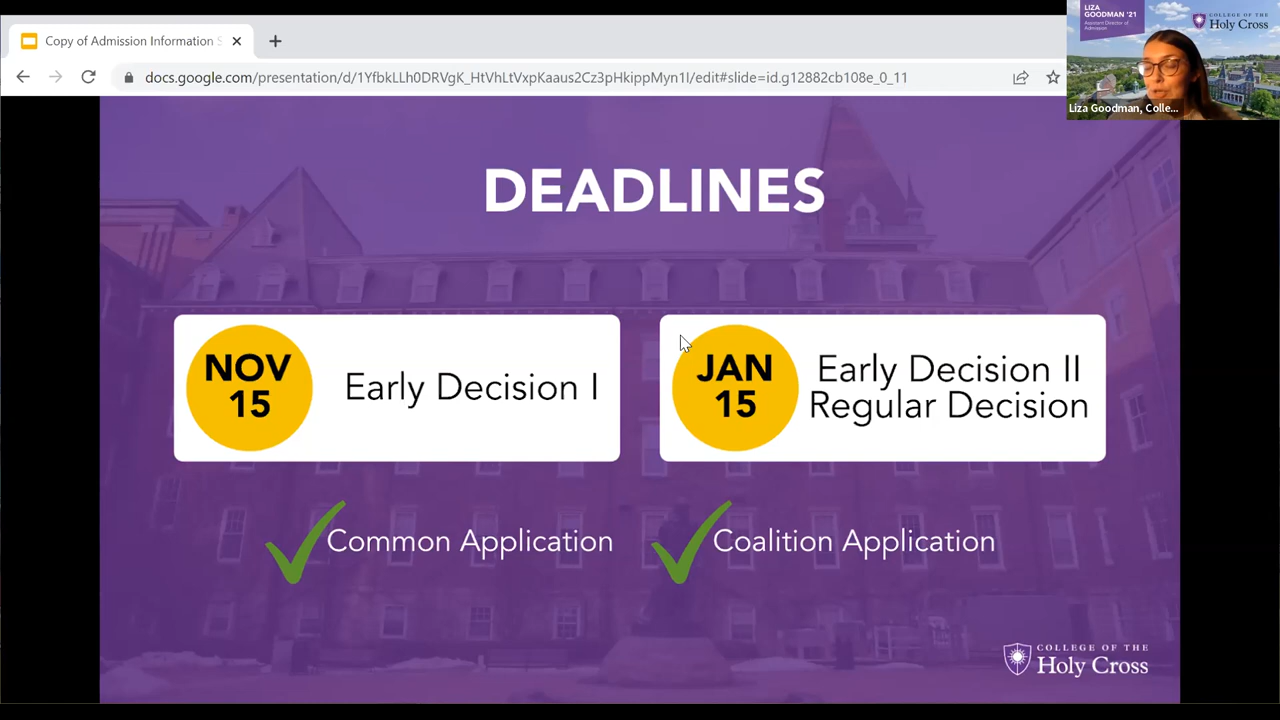 Copy of Admission Information S
docs.google.com/presentation/d/1YfbkLLh0DRVgK_HtVhLtVxpKaaus2Cz3pHkippMyn1I/edit#slide=id.g12882cb108e_0_11
LIZA
GOODMAN '21
Assistant Director of
Admission
COLLEGE OF THE
Holy Cross
Liza Goodman, Colle...
DEADLINES
NOV
15
Early Decision I
JAN
15
Early Decision II
Regular Decision
Common Application
Coalition Application
COLLEGE OF THE
Holy Cross